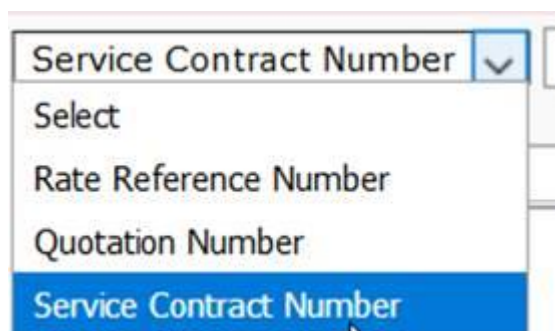 Service Contract Number
Select
Rate Reference Number
Quotation Number
Service Contract Number